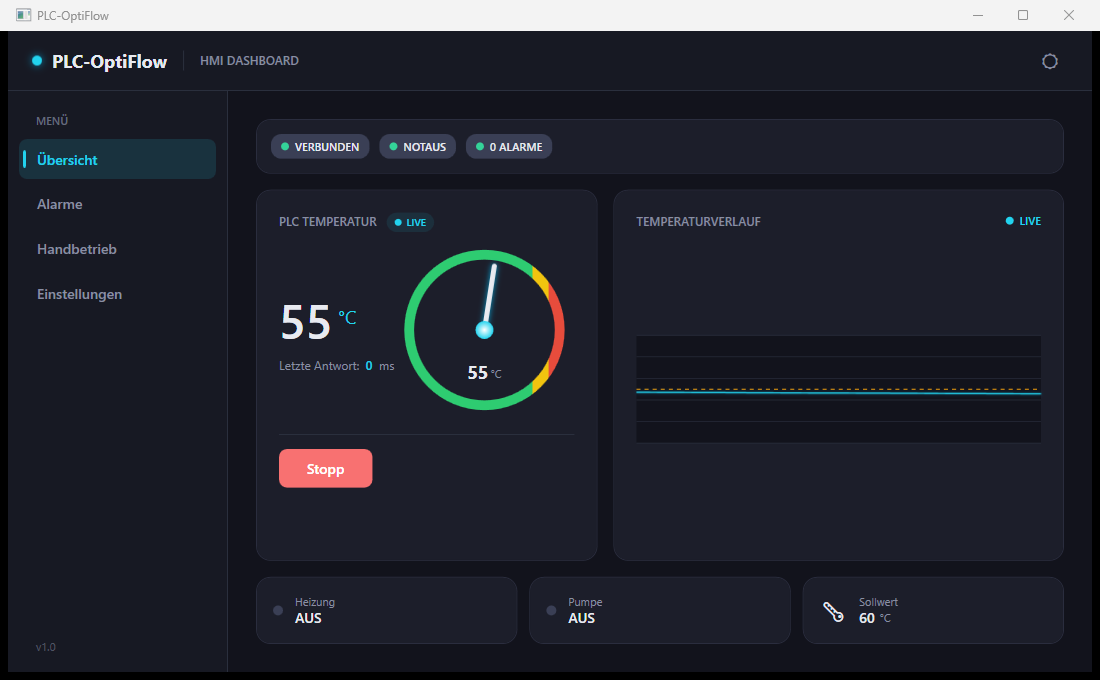 PLC-OptiFlow
PLC-OptiFlow
HMI DASHBOARD
MENÜ
Übersicht
Alarme
Handbetrieb
Einstellungen
v1.0
VERBUNDEN
NOTAUS
0 ALARME
PLC TEMPERATUR
LIVE
55 °C
Letzte Antwort: 0 ms
55 °C
Stopp
TEMPERATURVERLAUF
LIVE
Heizung
AUS
Pumpe
AUS
Sollwert
60 °C